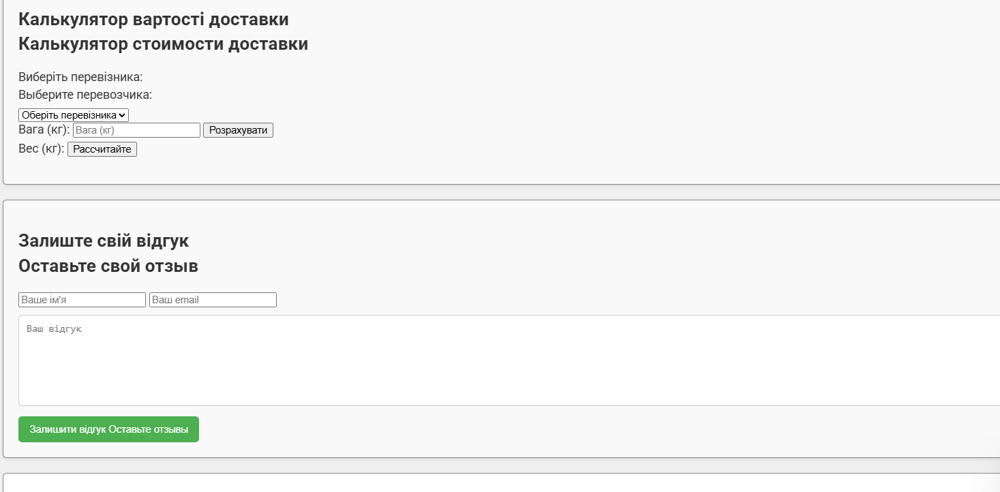 Калькулятор вартості доставки
Калькулятор стоимости доставки
Виберіть перевізника:
Выберите перевозчика:
Оберіть перевізника
Вага (кг): Вага (кг) Розрахувати
Вес (кг): Рассчитайте
Залиште свій відгук
Оставьте свой отзыв
Ваше ім'я Ваш email
Ваш відгук
Залишити відгук Оставьте отзывы